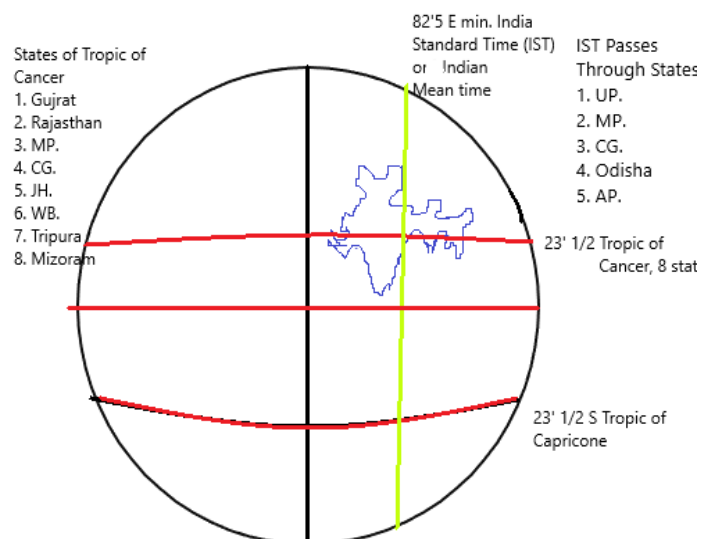 82'5 E min. India
Standard Time (IST)
or Indian
Mean time
States of Tropic of
Cancer
1. Gujrat
2. Rajasthan
3. MP.
4. CG.
5. JH.
6. WB.
7. Tripura
8. Mizoram
IST Passes
Through States
1. UP.
2. MP.
3. CG.
4. Odisha
5. AP.
23' 1/2 Tropic of
Cancer, 8 stat
23' 1/2 S Tropic of
Capricone